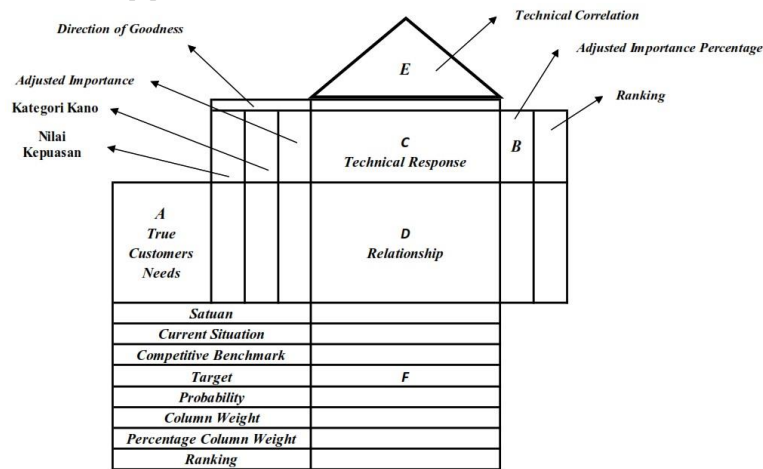 Technical Correlation
Direction of Goodness
Adjusted Importance Percentage
E
Adjusted Importance
Ranking
Kategori Kano
Nilai
Kepuasan
C
Technical Response
B
A
True
Customers
Needs
D
Relationship
Satuan
Current Situation
Competitive Benchmark
Target
F
Probability
Column Weight
Percentage Column Weight
Ranking